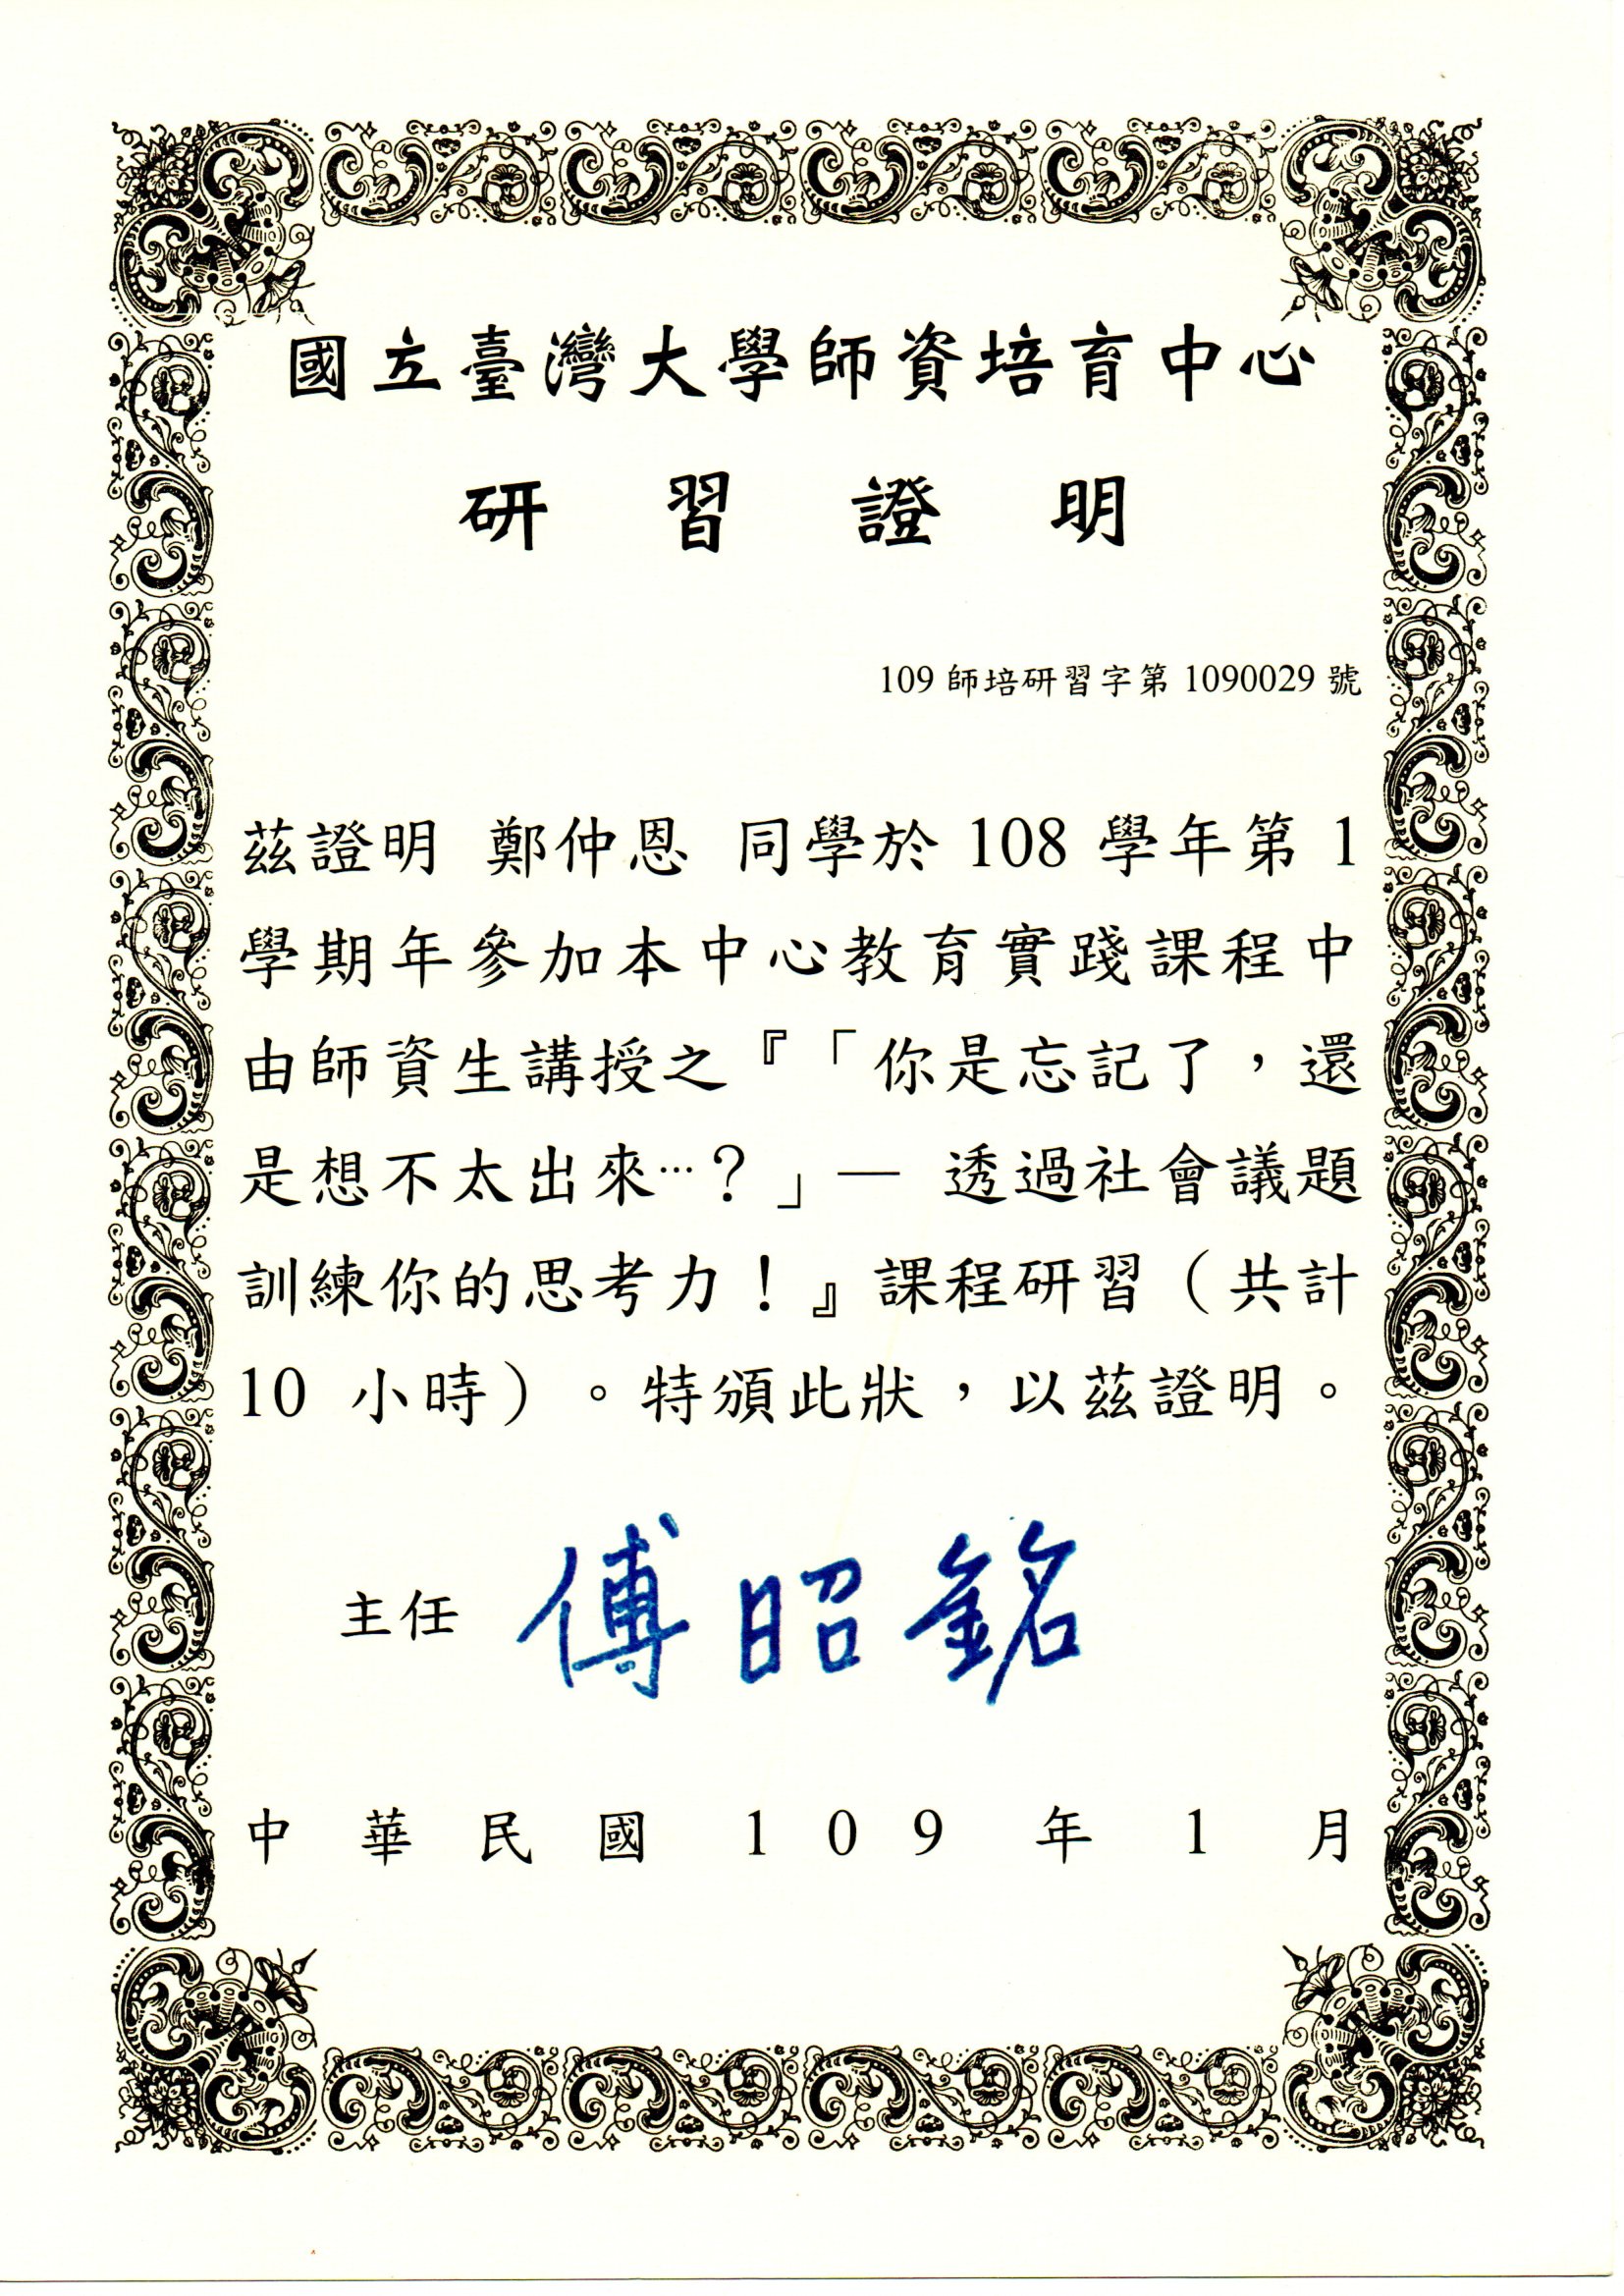 國立臺灣大學師資培育中心
研習證明
109 師培研習字第 1090029 號
茲證明 鄭仲恩 同學於 108 學年第 1
學期年參加本中心教育實踐課程中
由師資生講授之『「你是忘記了，還
是想不太出來…？」— 透過社會議題
訓練你的思考力！』課程研習（共計
10 小時）。特頒此狀，以茲證明。
主任 傅昭銘
中華民國 109 年 1 月